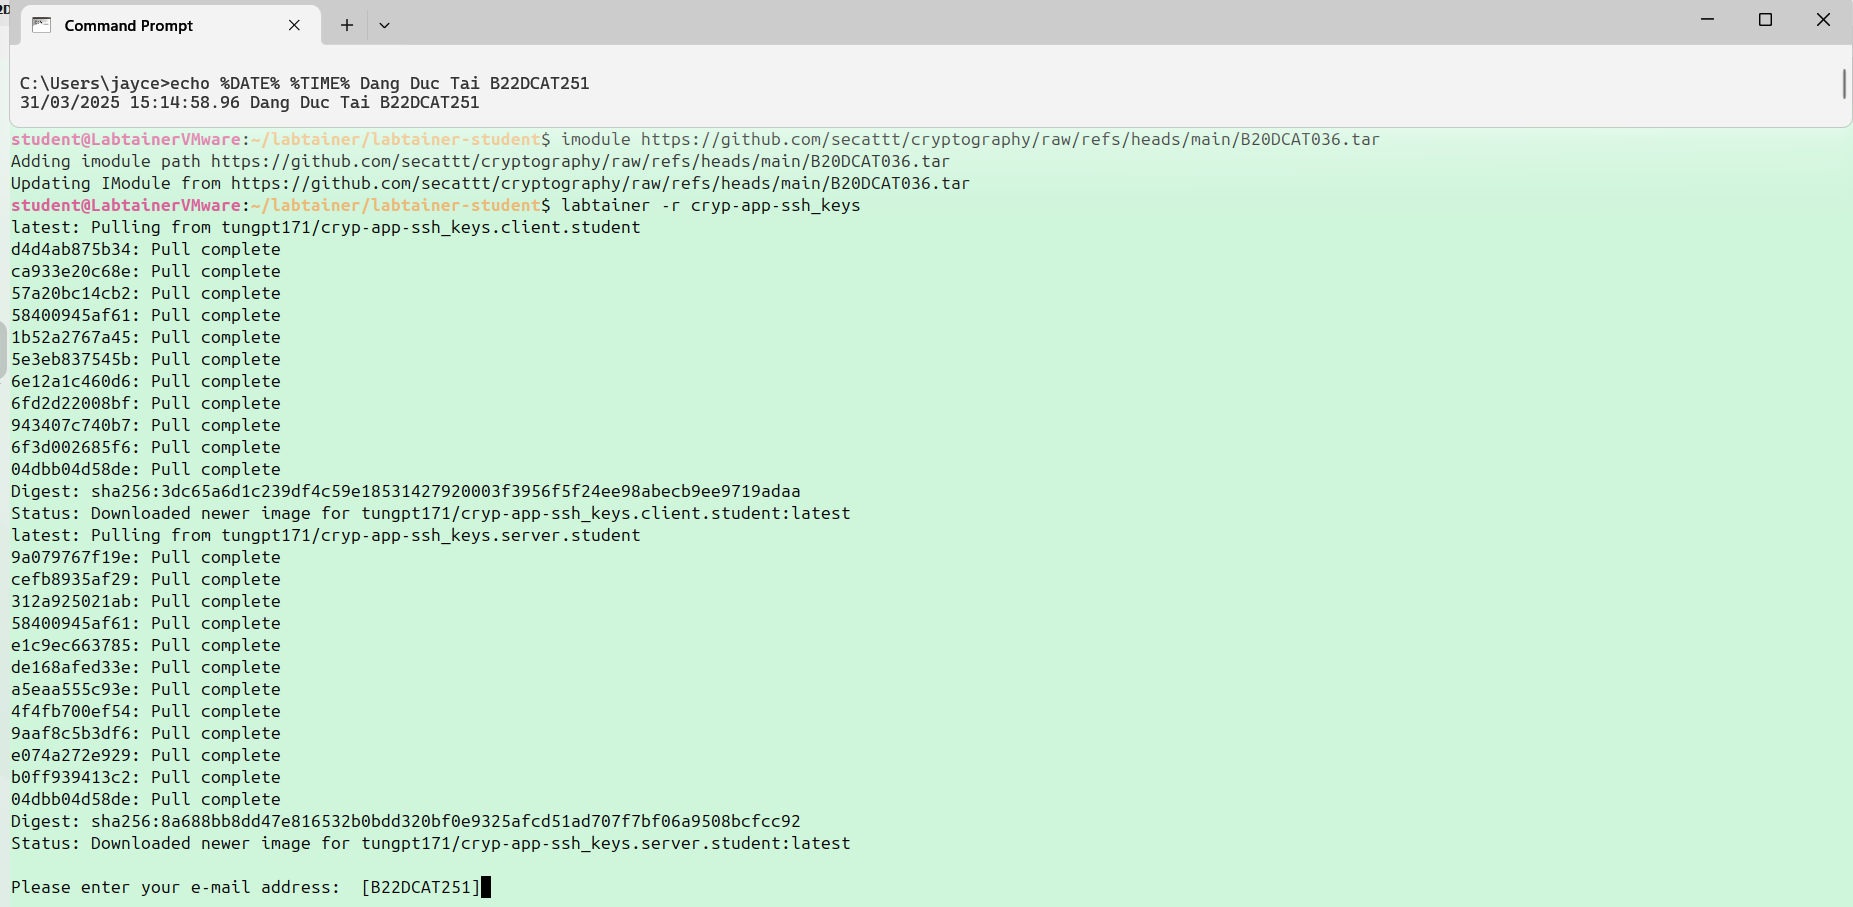 Command Prompt
C:\Users\jayce>echo %DATE% %TIME% Dang Duc Tai B22DCAT251
31/03/2025 15:14:58.96 Dang Duc Tai B22DCAT251
student@LabtainerVMware:~/labtainer/labtainer-student$ imodule https://github.com/secattt/cryptography/raw/refs/heads/main/B20DCAT036.tar
Adding imodule path https://github.com/secattt/cryptography/raw/refs/heads/main/B20DCAT036.tar
Updating IModule from https://github.com/secattt/cryptography/raw/refs/heads/main/B20DCAT036.tar
student@LabtainerVMware:~/labtainer/labtainer-student$ labtainer -r cryp-app-ssh_keys
latest: Pulling from tungpt171/cryp-app-ssh_keys.client.student
d4d4ab875b34: Pull complete
ca933e20c68e: Pull complete
57a20bc14cb2: Pull complete
58400945af61: Pull complete
1b52a2767a45: Pull complete
5e3eb837545b: Pull complete
6e12a1c460d6: Pull complete
6fd2d22008bf: Pull complete
943407c740b7: Pull complete
6f3d002685f6: Pull complete
04dbb04d58de: Pull complete
Digest: sha256:3dc65a6d1c239df4c59e18531427920003f3956f5f24ee98abecb9ee9719adaa
Status: Downloaded newer image for tungpt171/cryp-app-ssh_keys.client.student:latest
latest: Pulling from tungpt171/cryp-app-ssh_keys.server.student
9a079767f19e: Pull complete
cefb8935af29: Pull complete
312a925021ab: Pull complete
58400945af61: Pull complete
e1c9ec663785: Pull complete
de168afed33e: Pull complete
a5eaa555c93e: Pull complete
4f4fb700ef54: Pull complete
9aaf8c5b3df6: Pull complete
e074a272e929: Pull complete
b0ff939413c2: Pull complete
04dbb04d58de: Pull complete
Digest: sha256:8a688bb8dd47e816532b0bdd320bf0e9325afcd51ad707f7bf06a9508bcfcc92
Status: Downloaded newer image for tungpt171/cryp-app-ssh_keys.server.student:latest
Please enter your e-mail address:  [B22DCAT251]